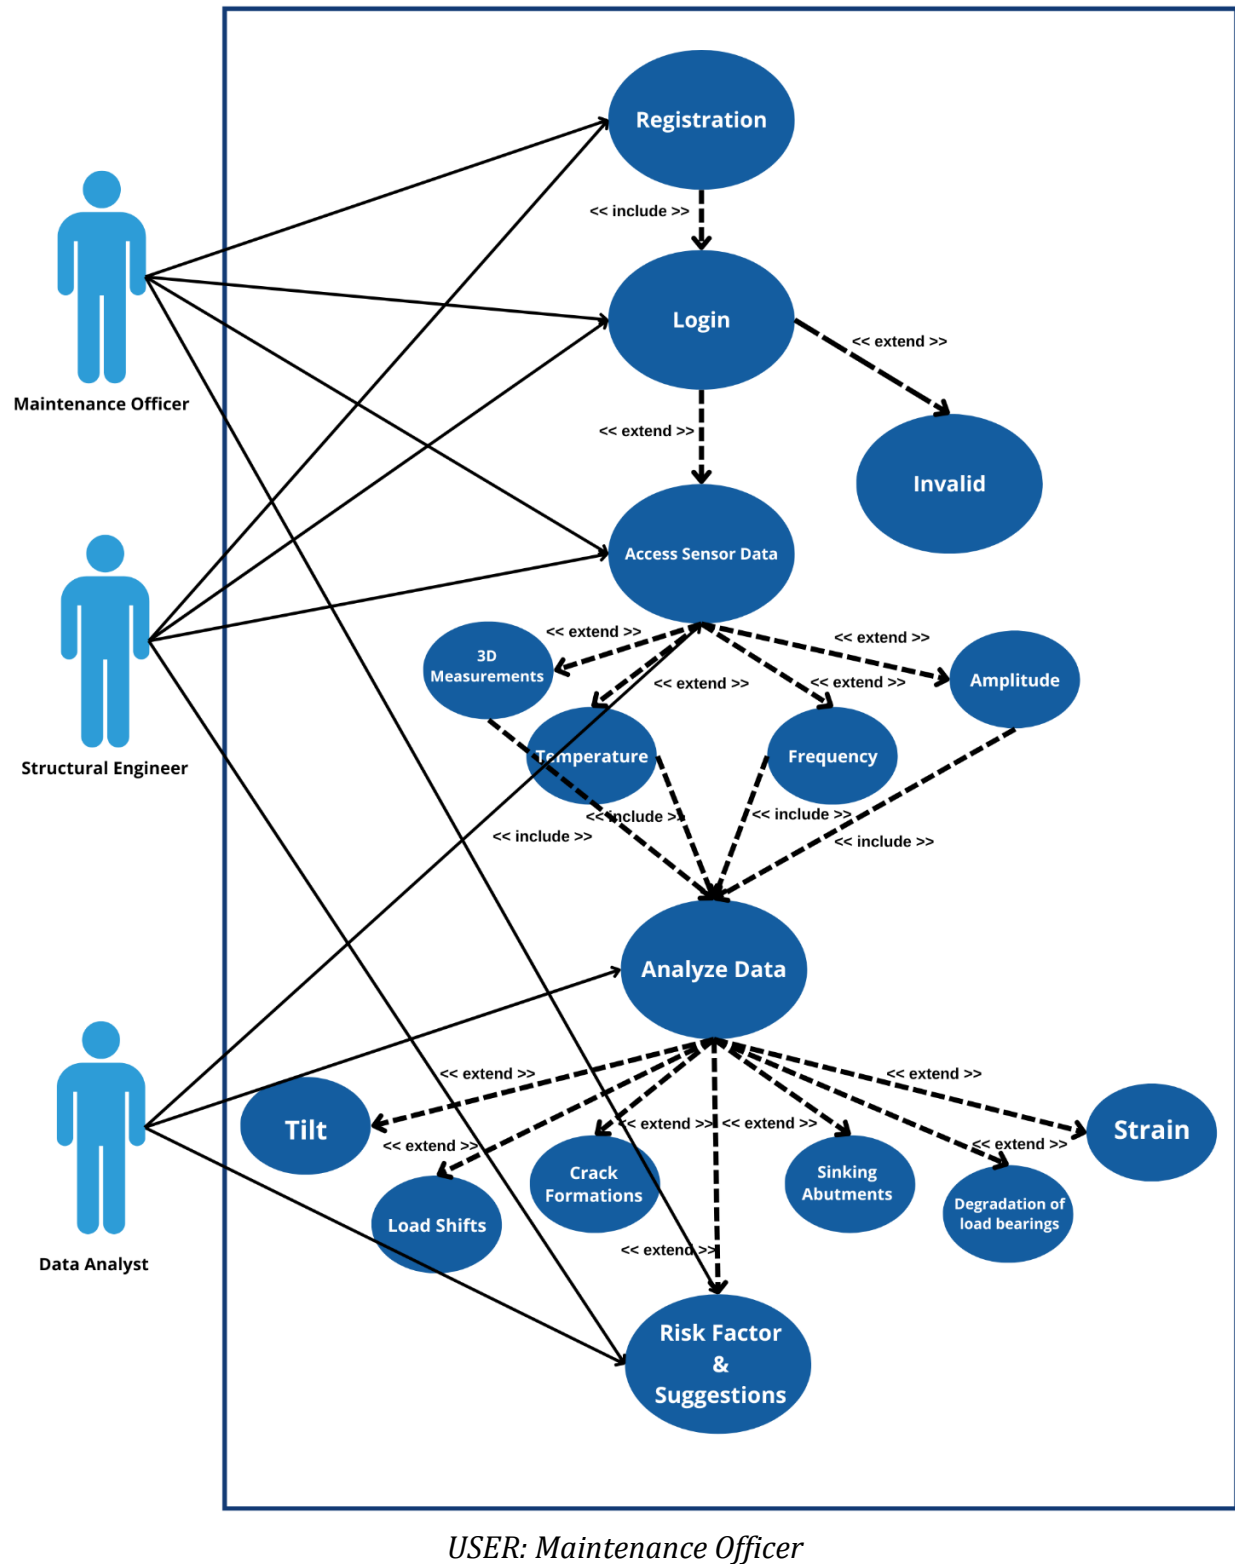 Registration
<< include >>
Login
<< extend >>
Maintenance Officer
<< extend >>
Invalid
Access Sensor Data
<< extend >>
<< extend >>
3D
Measurements
<< extend >>
<< extend >>
Amplitude
Structural Engineer
Temperature
Frequency
<< include >>
<< include >>
<< include >>
<< include >>
Analyze Data
<< extend >>
<< extend >>
Tilt
<< extend >>
<< extend >>
Strain
<< extend >>
<< extend >>
Crack
Formations
Sinking
Abutments
Degradation of
load bearings
Load Shifts
<< extend >>
Data Analyst
Risk Factor
&
Suggestions
USER: Maintenance Officer